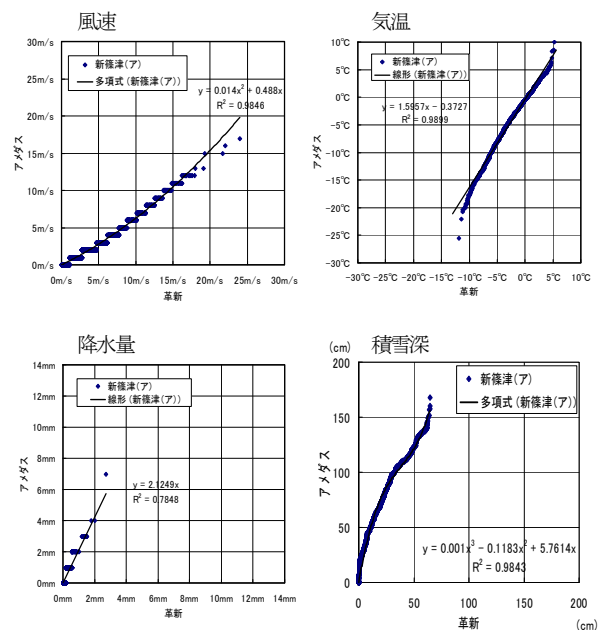 風速
30m/s
25m/s
20m/s
15m/s
10m/s
5m/s
0m/s
アメダス
新篠津(ア)
多項式 (新篠津(ア))
y = 0.014x² + 0.488x
R² = 0.9846
0m/s 5m/s 10m/s 15m/s 20m/s 25m/s 30m/s
革新
気温
10℃
5℃
0℃
-5℃
-10℃
-15℃
-20℃
-25℃
-30℃
アメダス
新篠津(ア)
線形 (新篠津(ア))
y = 1.5957x - 0.3727
R² = 0.9899
-30℃ -25℃ -20℃ -15℃ -10℃ -5℃ 0℃ 5℃ 10℃
革新
降水量
14mm
12mm
10mm
8mm
6mm
4mm
2mm
0mm
アメダス
新篠津(ア)
線形 (新篠津(ア))
y = 2.1249x
R² = 0.7848
0mm 2mm 4mm 6mm 8mm 10mm 12mm 14mm
革新
積雪深
(cm)
200
150
100
50
0
アメダス
新篠津(ア)
多項式 (新篠津(ア))
y = 0.001x³ - 0.1183x² + 5.7614x
R² = 0.9843
0 50 100 150 200
革新
(cm)